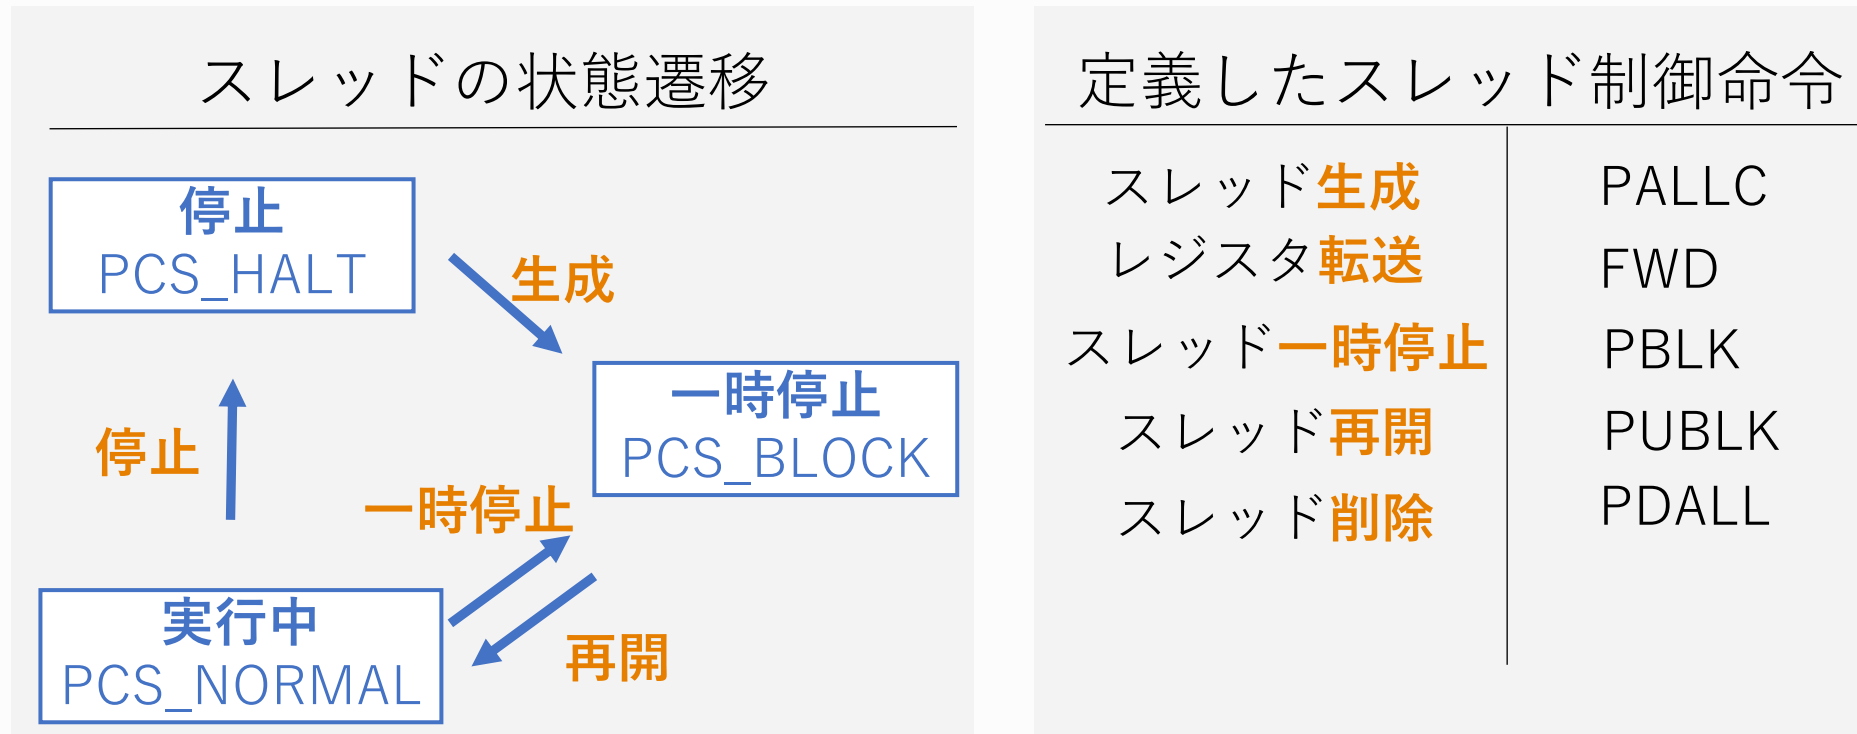 スレッドの状態遷移
停止
PCS_HALT
生成
一時停止
PCS_BLOCK
停止
一時停止
再開
実行中
PCS_NORMAL
定義したスレッド制御命令
スレッド生成 PALLC
レジスタ転送 FWD
スレッド一時停止 PBLK
スレッド再開 PUBLK
スレッド削除 PDALL